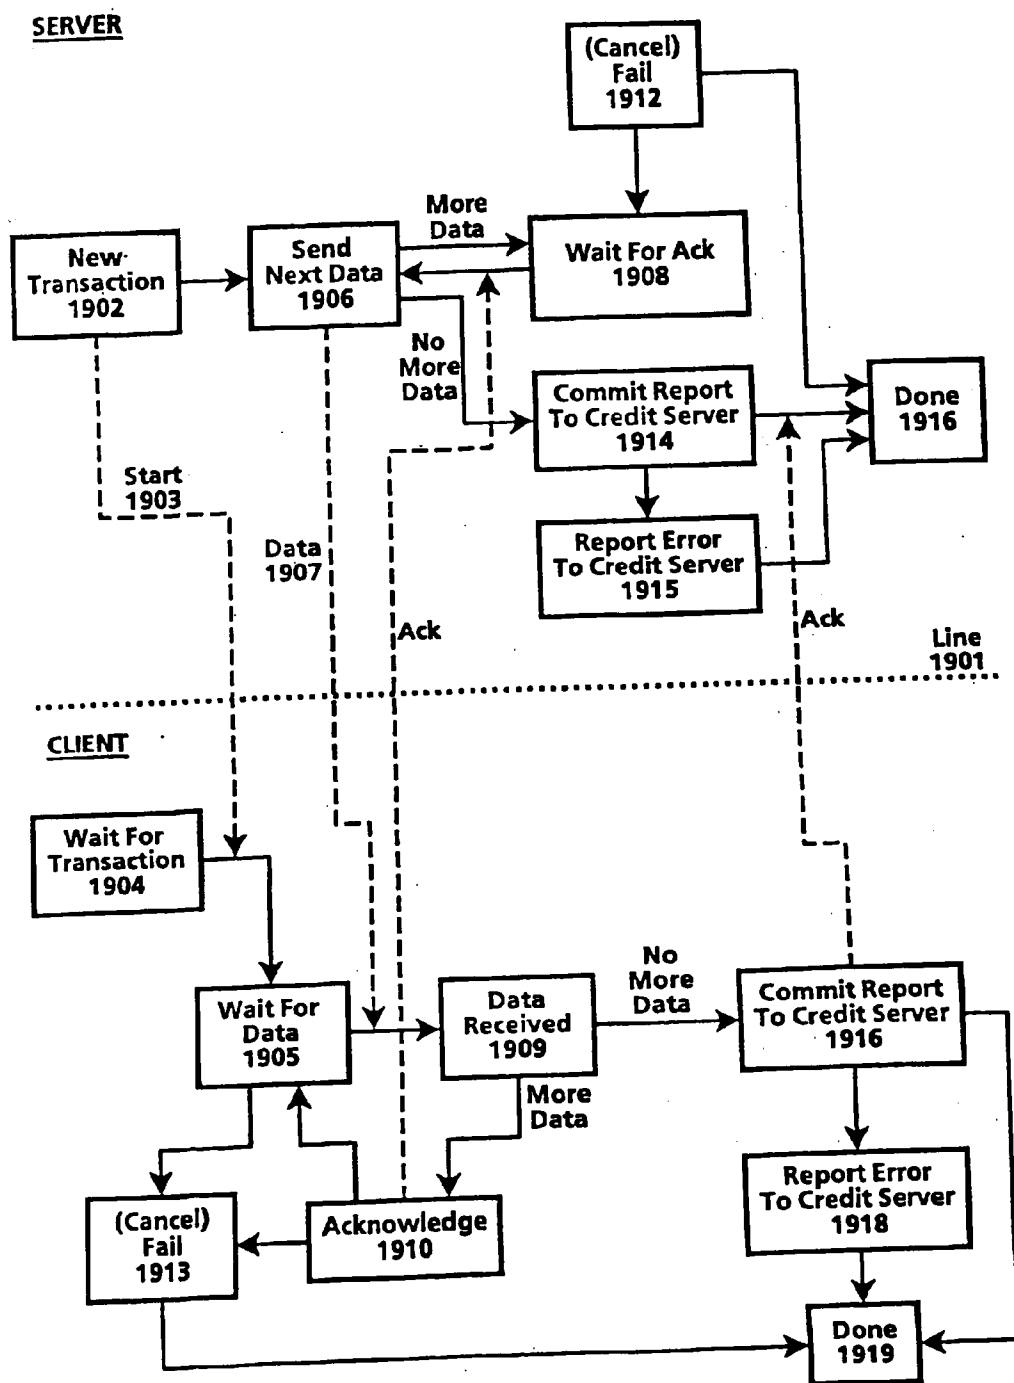 SERVER
(Cancel)
Fail
1912
More
Data
New
Transaction
1902
Send
Next Data
1906
Wait For Ack
1908
No
More
Data
Commit Report
To Credit Server
1914
Done
1916
Start
1903
Data
1907
Report Error
To Credit Server
1915
Ack
Ack
Line
1901
CLIENT
Wait For
Transaction
1904
Wait For
Data
1905
Data
Received
1909
No
More
Data
Commit Report
To Credit Server
1916
More
Data
(Cancel)
Fail
1913
Acknowledge
1910
Report Error
To Credit Server
1918
Done
1919